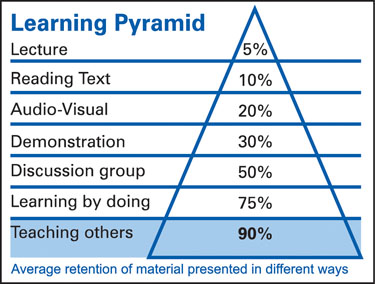 Learning Pyramid
Lecture 5%
Reading Text 10%
Audio-Visual 20%
Demonstration 30%
Discussion group 50%
Learning by doing 75%
Teaching others 90%
Average retention of material presented in different ways